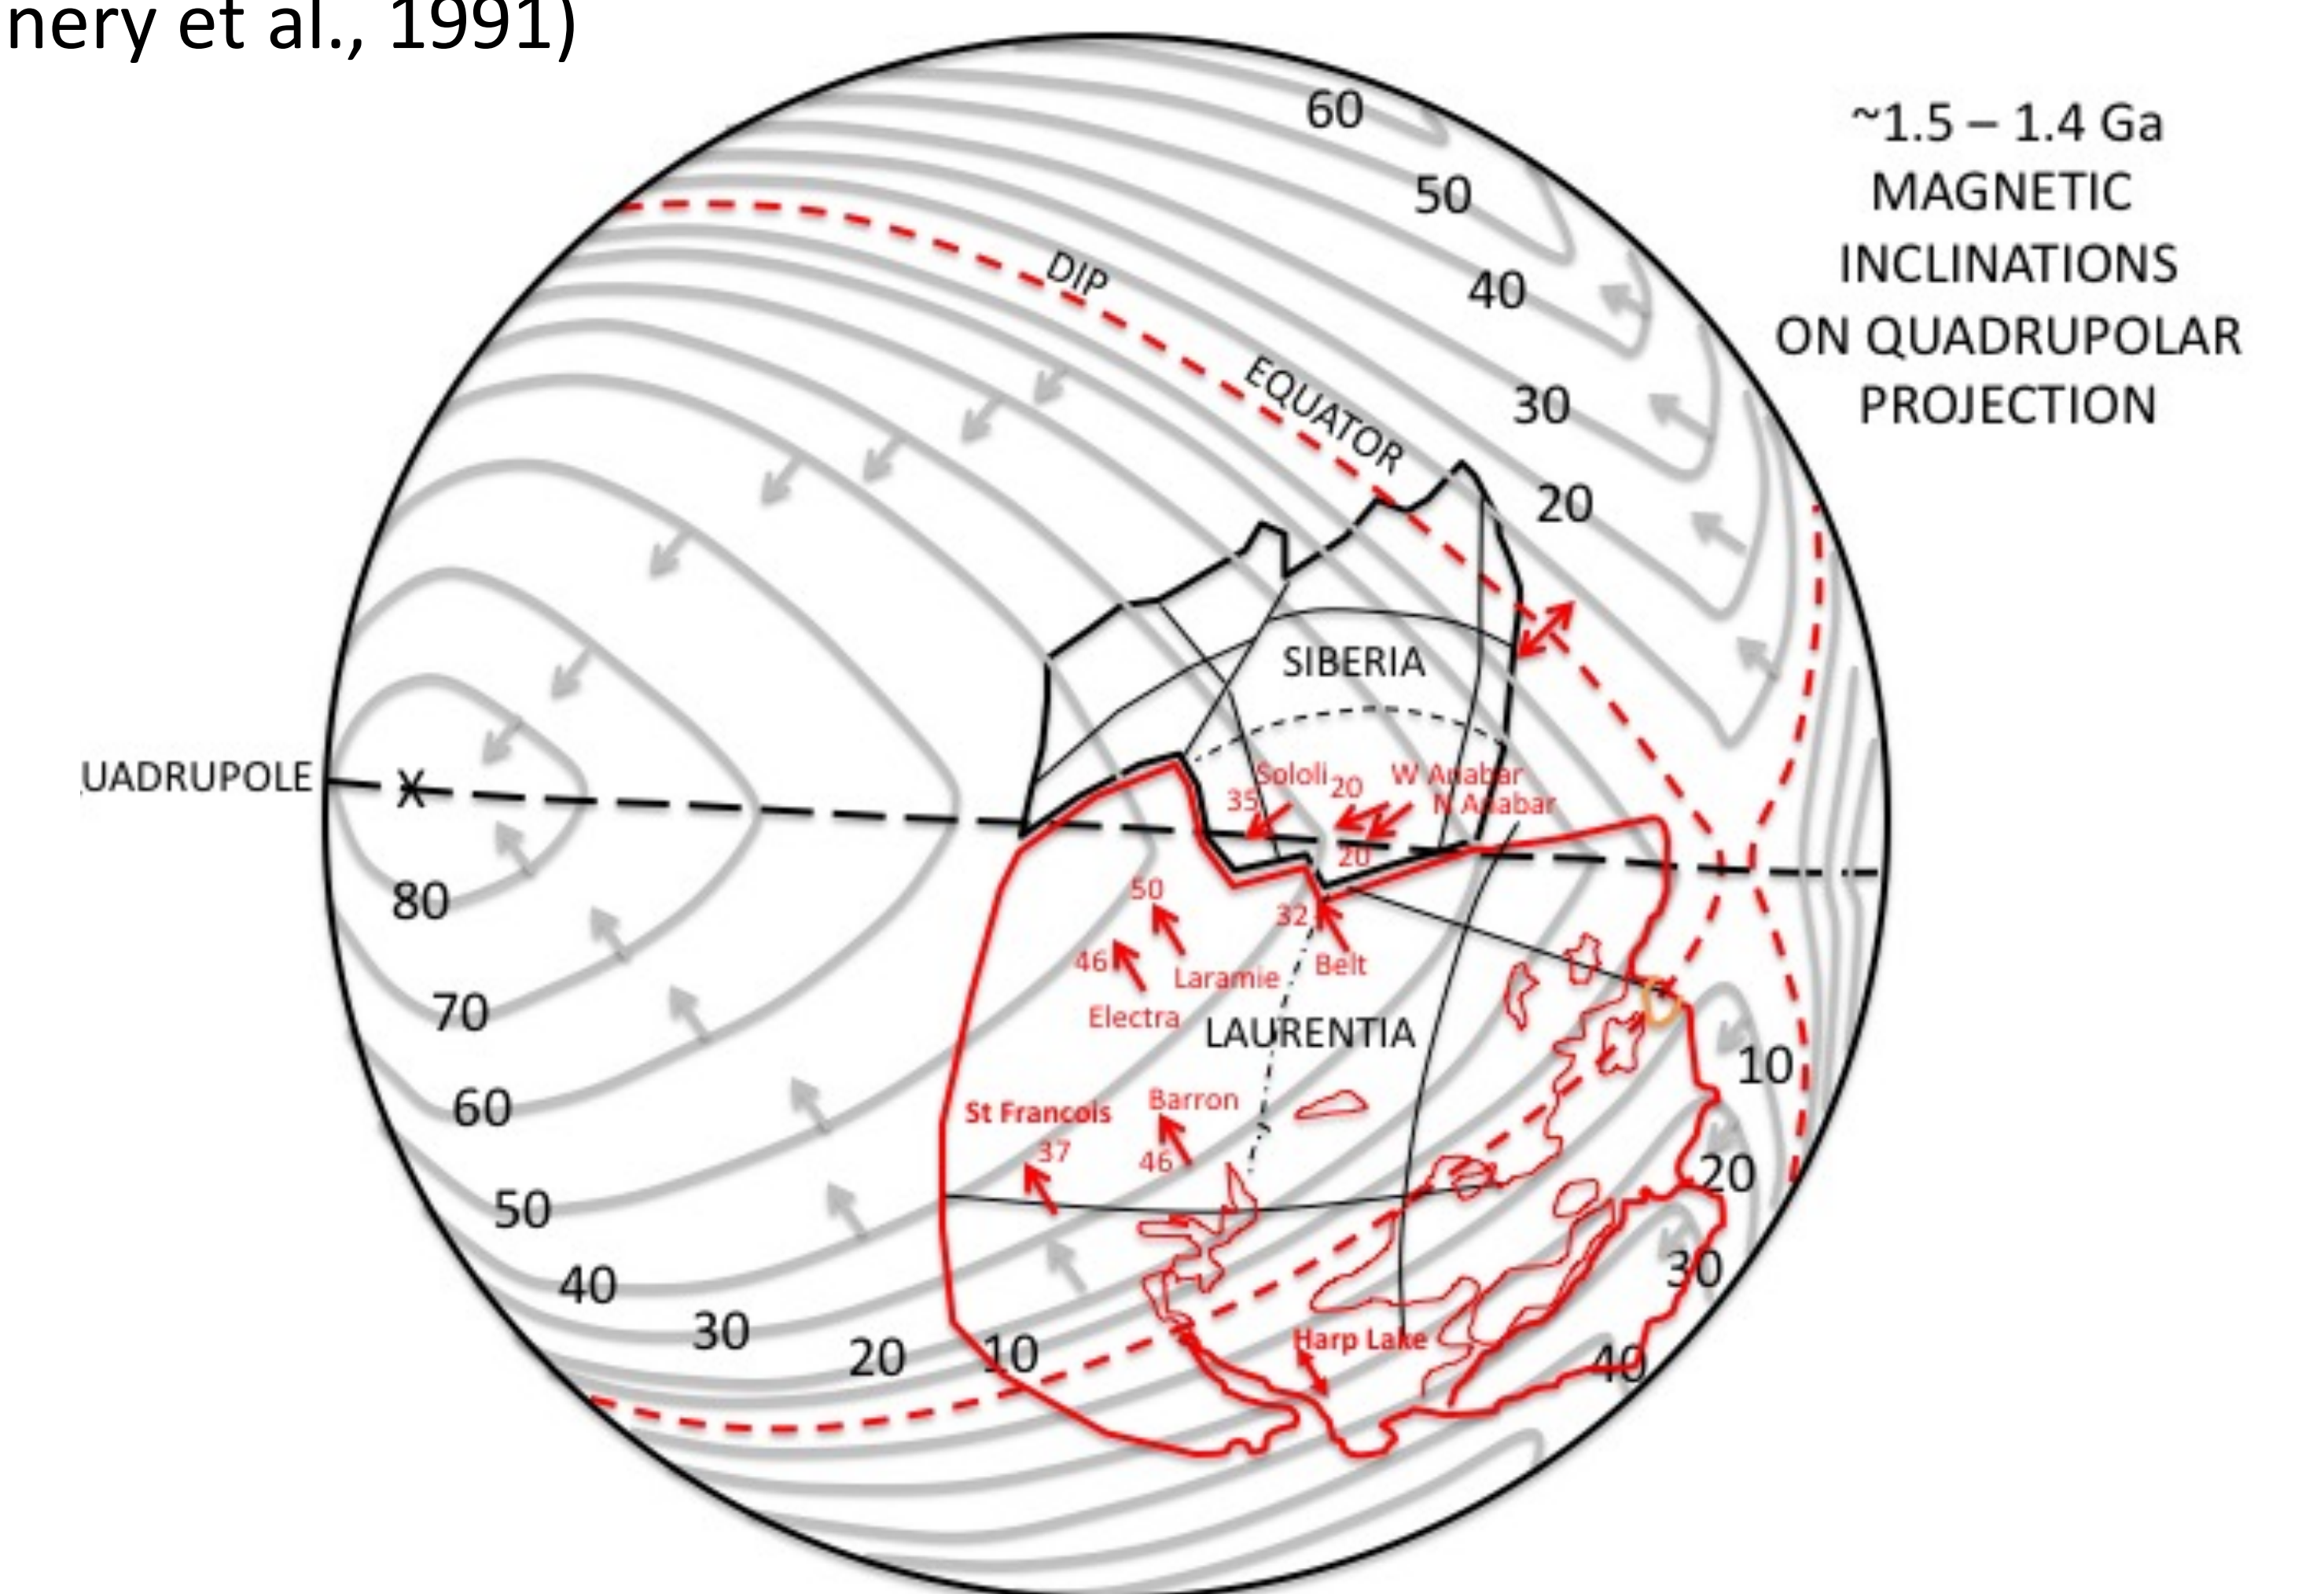 nery et al., 1991)
~1.5 – 1.4 Ga
MAGNETIC
INCLINATIONS
ON QUADRUPOLAR
PROJECTION
60
50
40
30
20
DIP
EQUATOR
SIBERIA
UADRUPOLE
X
Sololi
20
W Anabar
35
N Anabar
20
80
50
32
46
Laramie
Belt
Electra
LAURENTIA
70
10
60
St Francois
Barron
37
46
20
50
30
40
30
20
10
Harp Lake
40